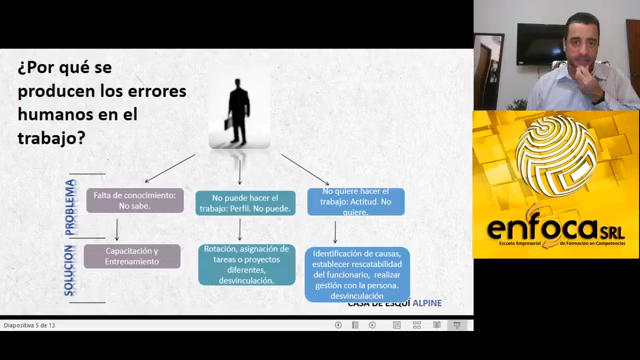 ¿Por qué se
producen los errores
humanos en el
trabajo?
PROBLEMA
Falta de conocimiento:
No sabe.
No puede hacer el
trabajo: Perfil. No puede.
No quiere hacer el
trabajo: Actitud. No
quiere.
SOLUCION
Capacitación y
Entrenamiento
Rotación, asignación de
tareas o proyectos
diferentes,
desvinculación.
Identificación de causas,
establecer rescatabilidad
del funcionario, realizar
gestión con la persona.
desvinculación
CASA DE ESQUÍ ALPINE
Diapositiva 5 de 13
enfoca SRL
Escuela Empresarial
de Formación en Competencias